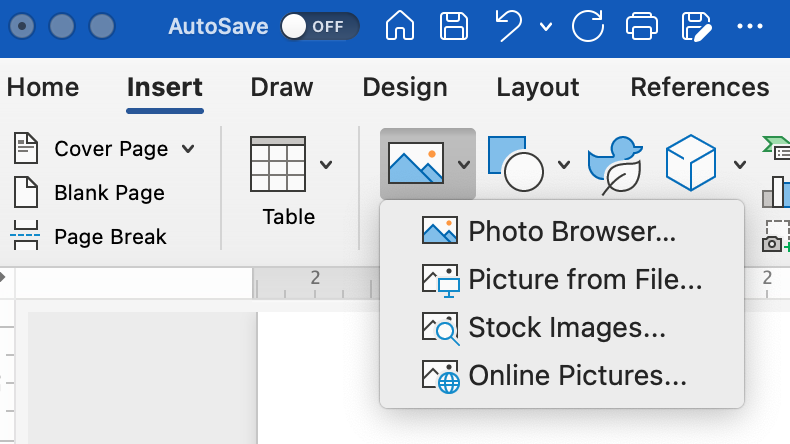 AutoSave OFF
Home Insert Draw Design Layout References
Cover Page
Blank Page
Page Break
Table
Photo Browser...
Picture from File...
Stock Images...
Online Pictures...
2 2